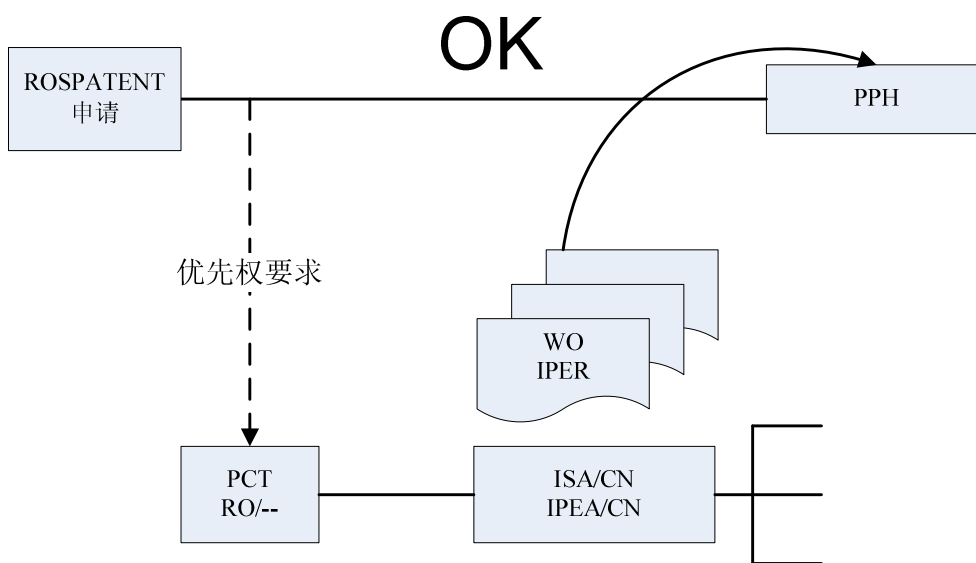 OK
ROSPATENT
申请
PPH
优先权要求
WO
IPER
PCT
RO/--
ISA/CN
IPEA/CN